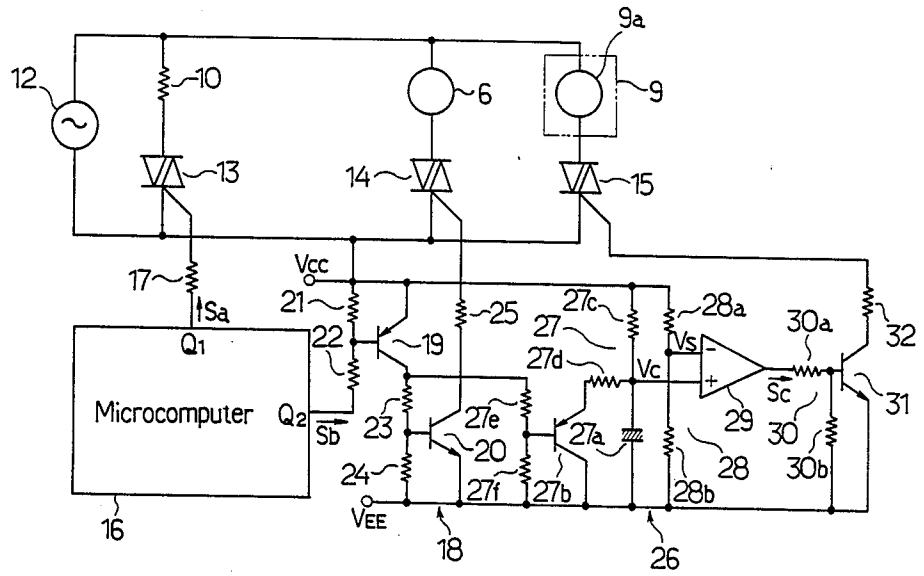 9a
10
6
9
12
13
14
15
17
Sa
Vcc
21
25
27c
28a
32
Q1
22
19
27
Vs
30a
27d
Vc
−
+
Sc
31
Microcomputer
Q2
Sb
23
27e
29
20
27a
30
24
28
30b
27f
27b
28b
16
VEE
18
26